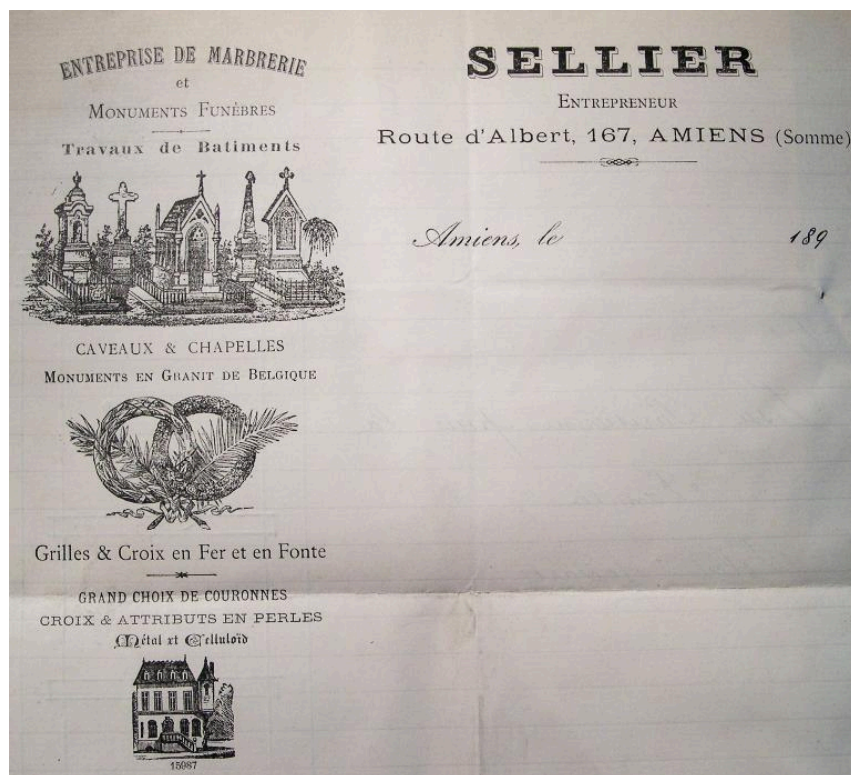 ENTREPRISE DE MARBRERIE
et
MONUMENTS FUNÈBRES
Travaux de Batiments
CAVEAUX & CHAPELLES
MONUMENTS EN GRANIT DE BELGIQUE
Grilles & Croix en Fer et en Fonte
GRAND CHOIX DE COURONNES
CROIX & ATTRIBUTS EN PERLES
Métal et Celluloïd
15987
SELLIER
ENTREPRENEUR
Route d'Albert, 167, AMIENS (Somme)
Amiens, le 189